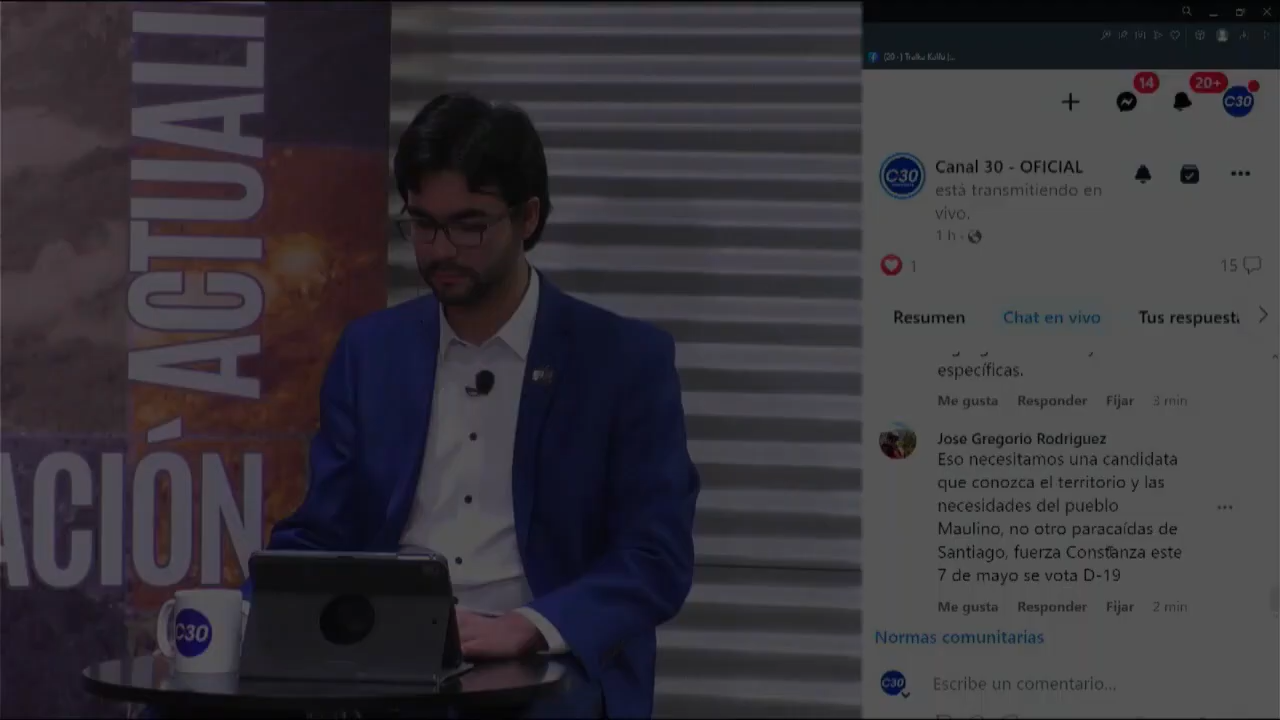 ACTUALI
ACIÓN
C30
14
20+
C30
C30
Canal 30 - OFICIAL
está transmitiendo en
vivo.
1 h ·
1
15
Resumen
Chat en vivo
Tus respuest
específicas.
Me gusta
Responder
Fijar
3 min
Jose Gregorio Rodriguez
Eso necesitamos una candidata
que conozca el territorio y las
necesidades del pueblo
Maulino, no otro paracaídas de
Santiago, fuerza Constanza este
7 de mayo se vota D-19
Me gusta
Responder
Fijar
2 min
Normas comunitarias
C30
Escribe un comentario...